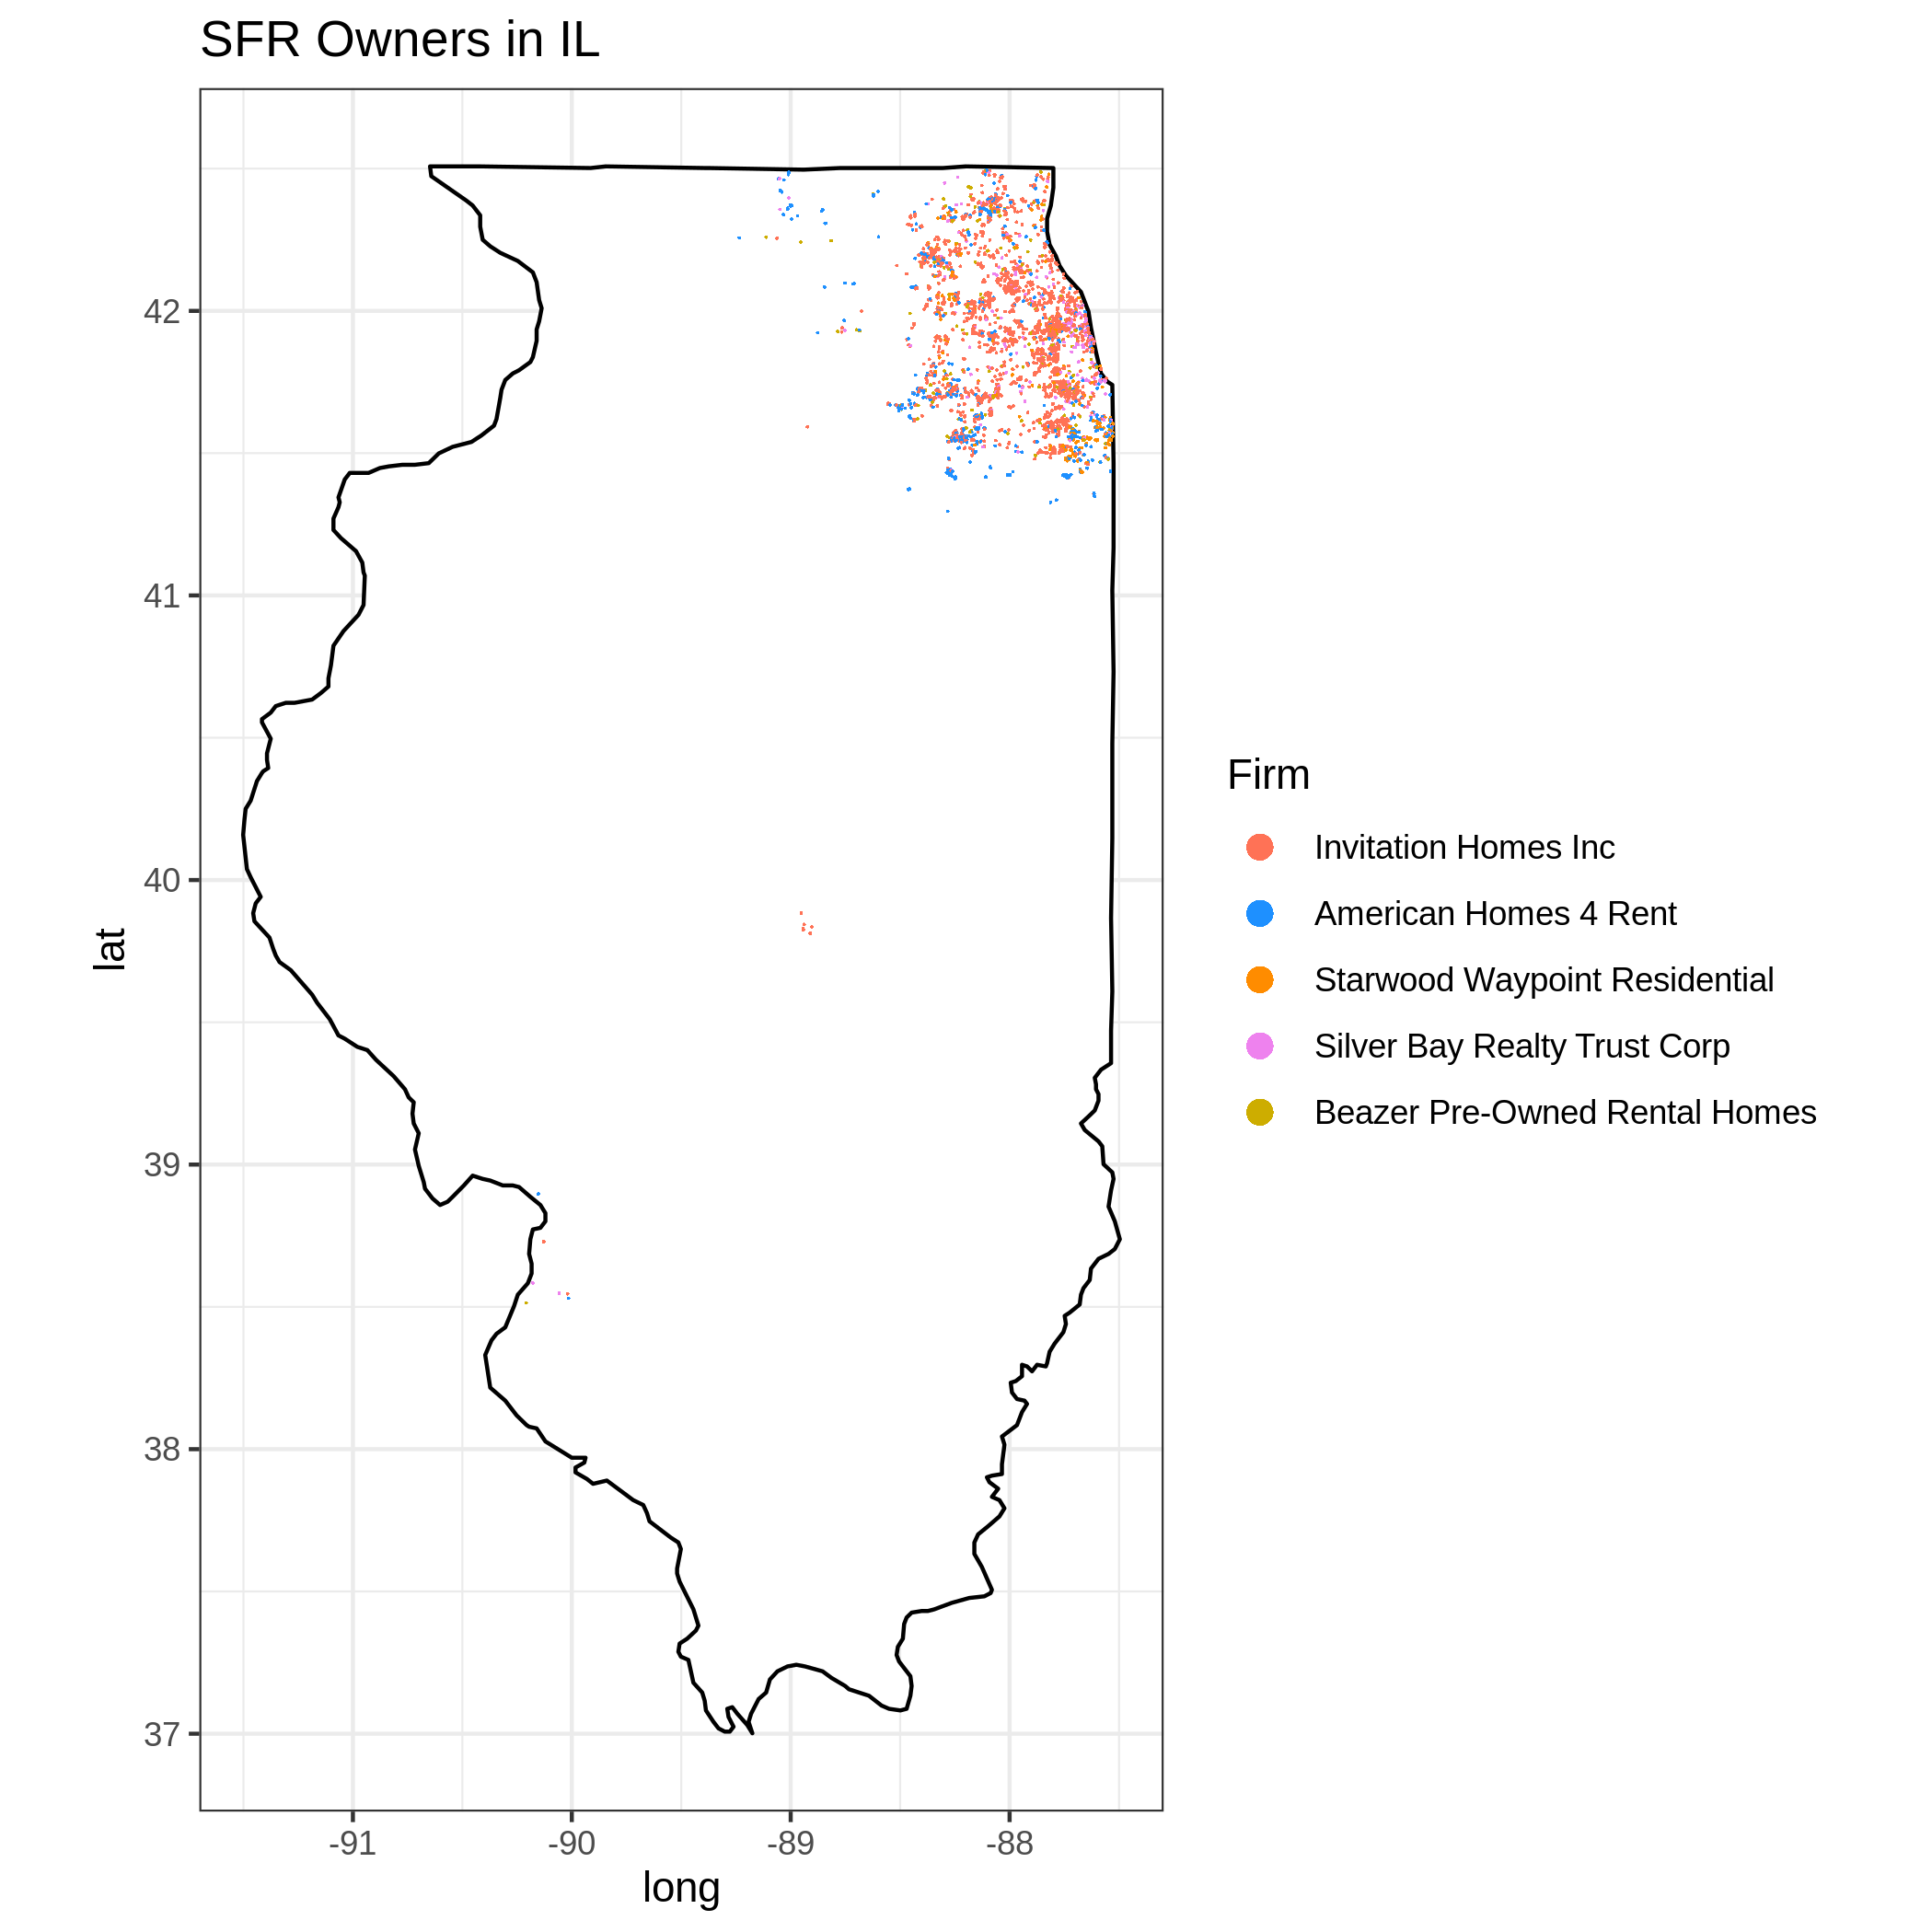 SFR Owners in IL
42
41
40
39
38
37
lat
-91
-90
-89
-88
long
Firm
Invitation Homes Inc
American Homes 4 Rent
Starwood Waypoint Residential
Silver Bay Realty Trust Corp
Beazer Pre-Owned Rental Homes